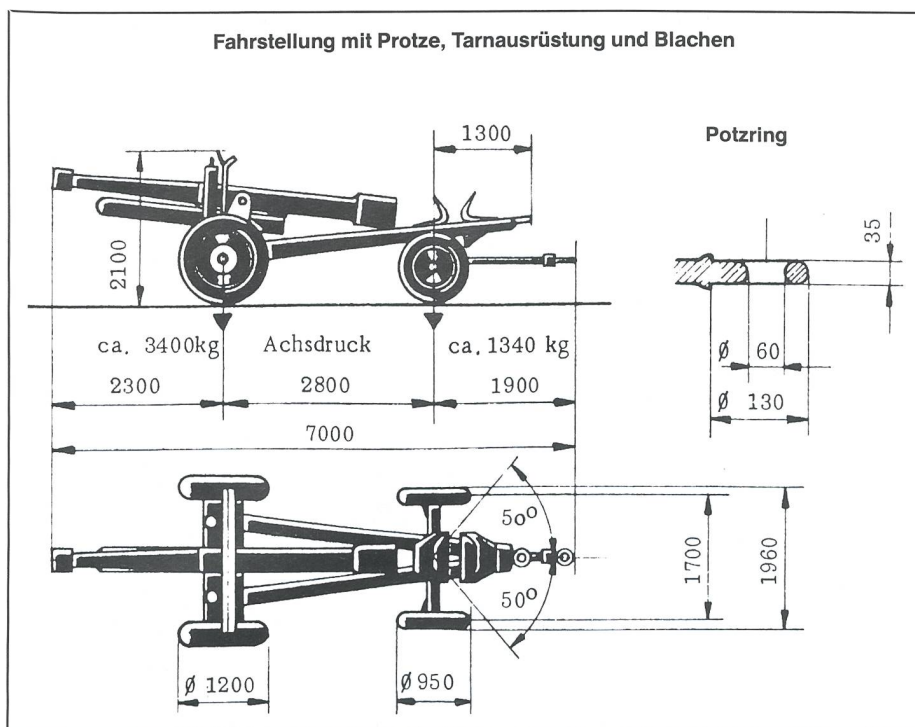 Fahrstellung mit Protze, Tarnausrüstung und Blachen
1300
Potzring
2100
35
ca. 3400kg Achsdruck ca. 1340 kg
Ø 60
2300 2800 1900
Ø 130
7000
50°
50°
1700
1960
Ø 1200 Ø 950